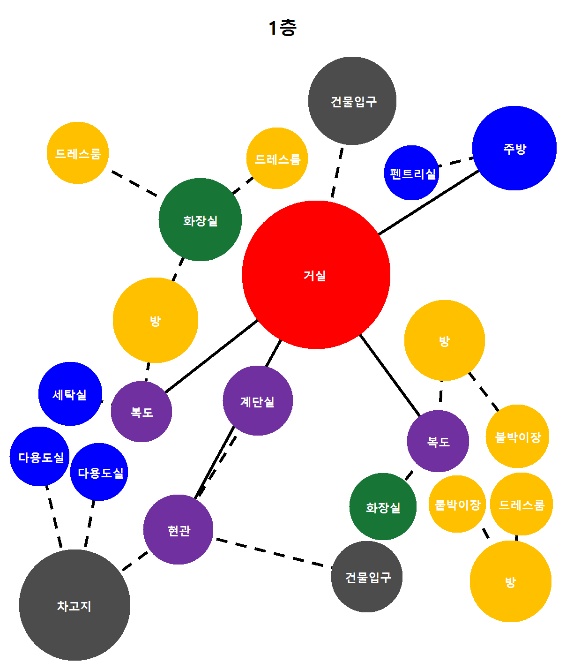 1층
건물입구
주방
드레스룸
드레스룸
펜트리실
화장실
거실
방
방
세탁실
복도
계단실
복도
붙박이장
다용도실
다용도실
화장실
붙박이장
드레스룸
현관
건물입구
방
차고지